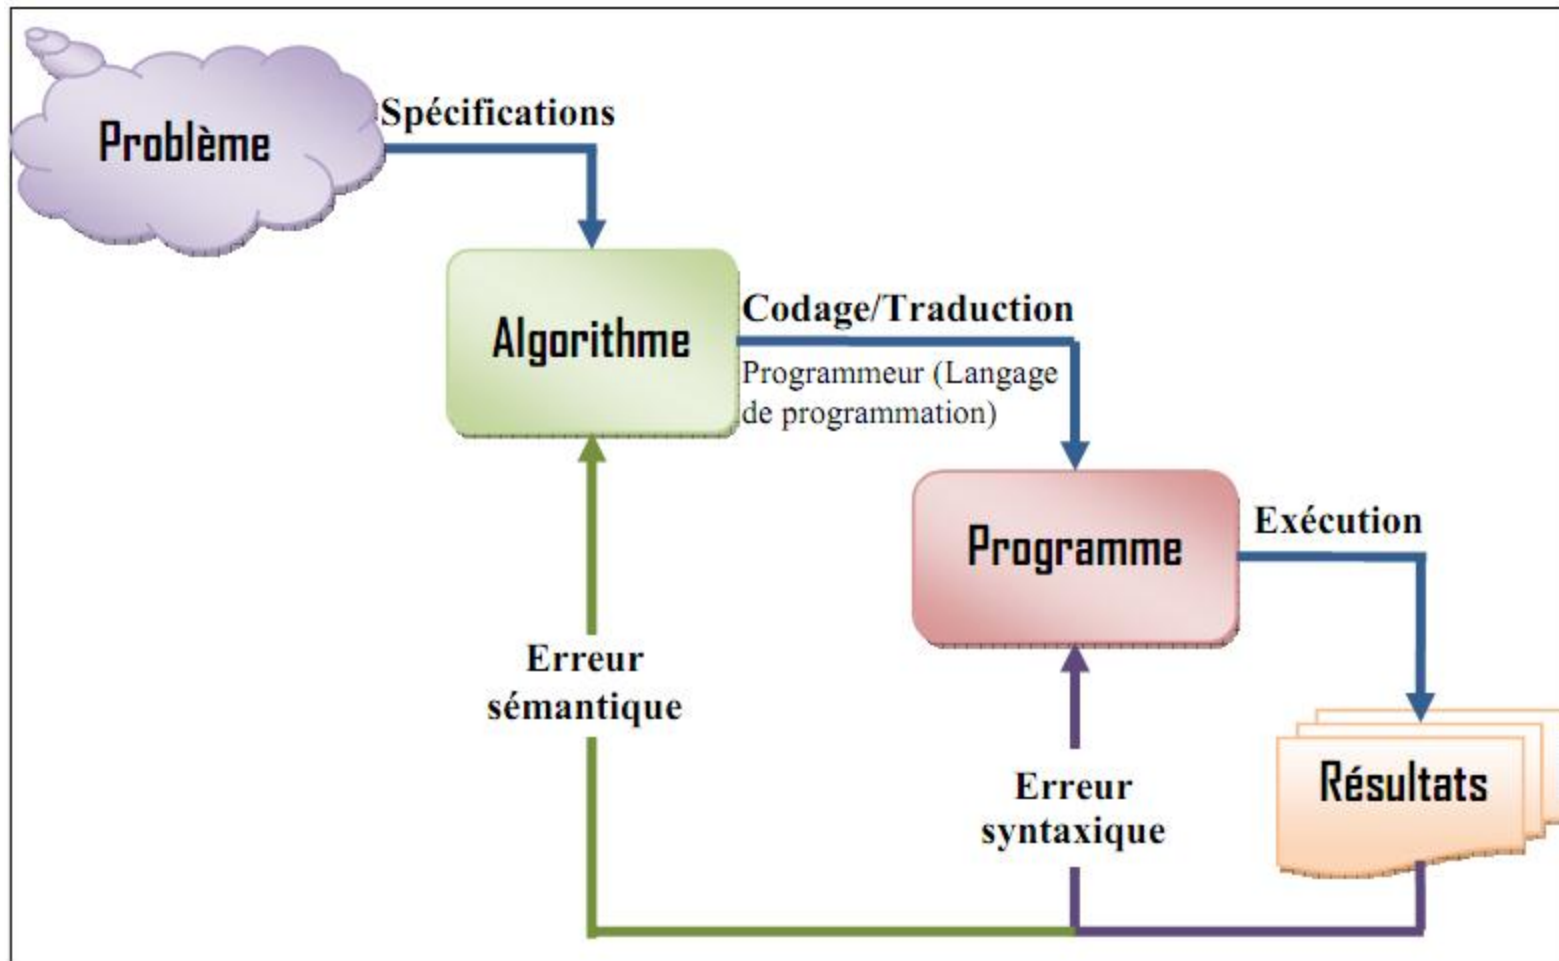 Problème
Spécifications
Algorithme
Codage/Traduction
Programmeur (Langage
de programmation)
Programme
Exécution
Erreur
sémantique
Erreur
syntaxique
Résultats